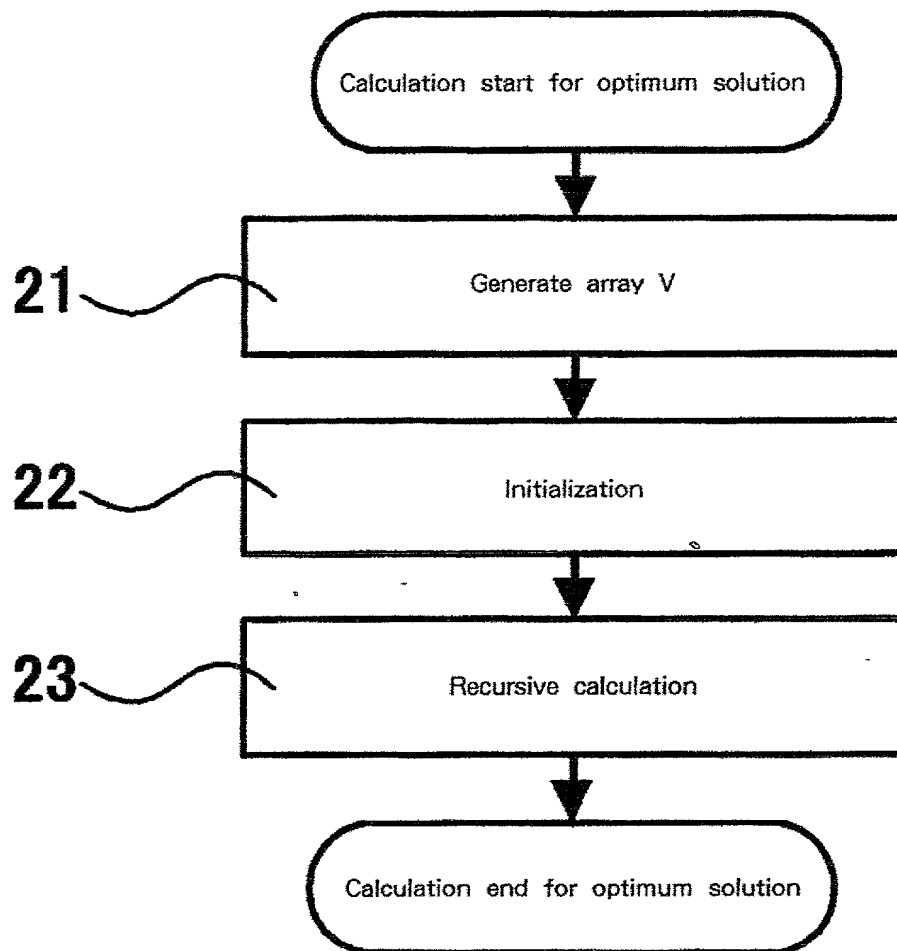 Calculation start for optimum solution
21
Generate array V
22
Initialization
23
Recursive calculation
Calculation end for optimum solution